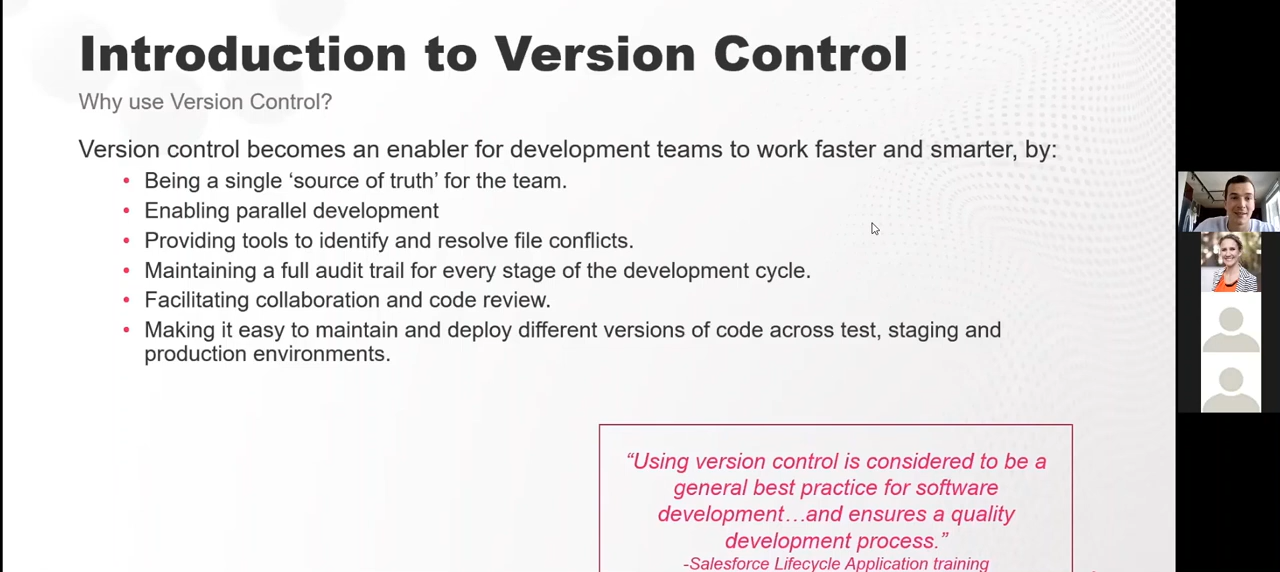 Introduction to Version Control
Why use Version Control?
Version control becomes an enabler for development teams to work faster and smarter, by:
• Being a single ‘source of truth’ for the team.
• Enabling parallel development
• Providing tools to identify and resolve file conflicts.
• Maintaining a full audit trail for every stage of the development cycle.
• Facilitating collaboration and code review.
• Making it easy to maintain and deploy different versions of code across test, staging and
production environments.
“Using version control is considered to be a
general best practice for software
development…and ensures a quality
development process.”
-Salesforce Lifecycle Application training